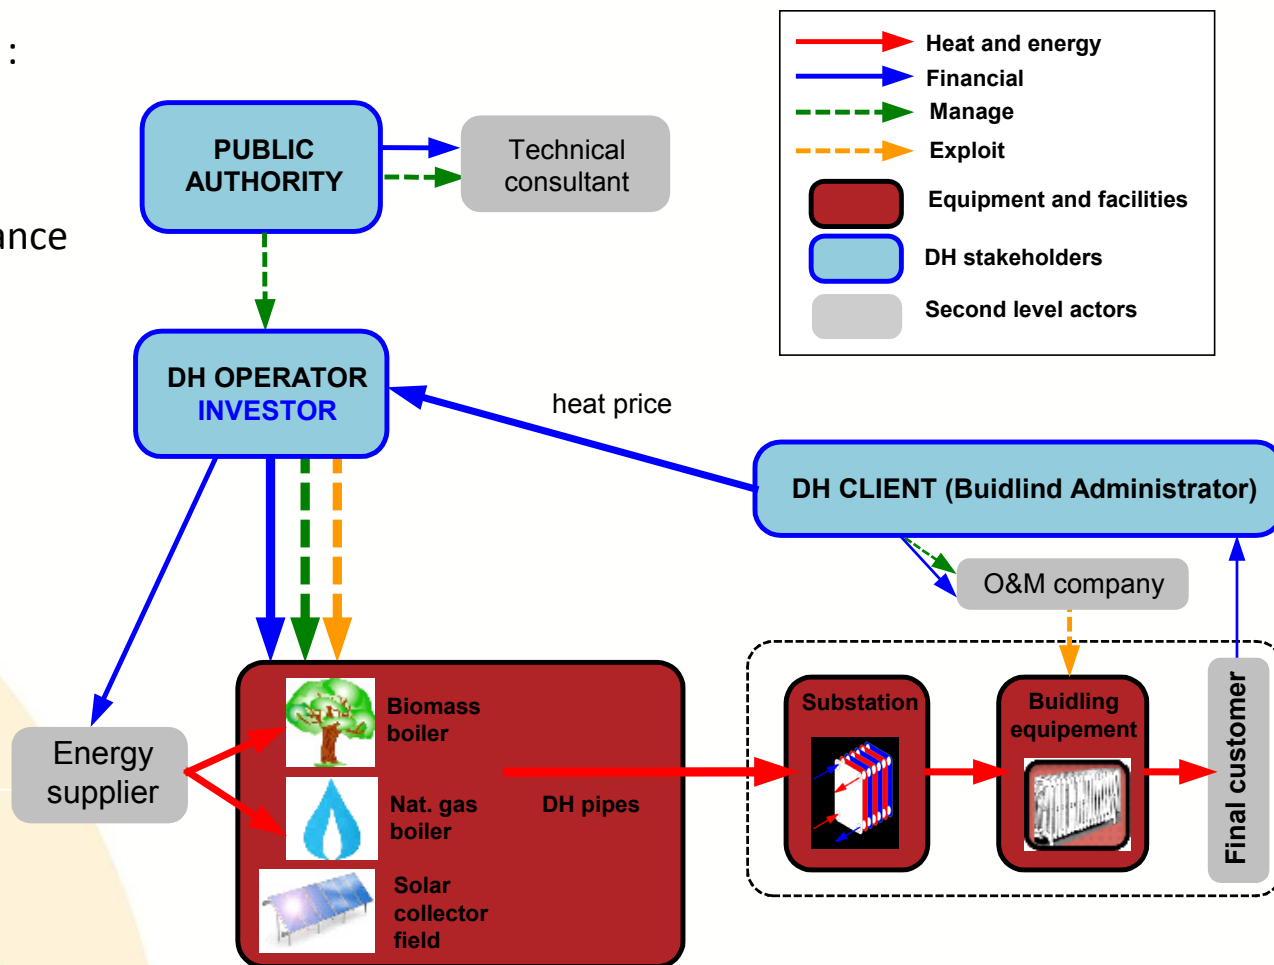 :
ance
PUBLIC
AUTHORITY
Technical
consultant
DH OPERATOR
INVESTOR
heat price
Heat and energy
Financial
Manage
Exploit
Equipment and facilities
DH stakeholders
Second level actors
DH CLIENT (Buidlind Administrator)
O&M company
Energy
supplier
Biomass
boiler
Nat. gas
boiler
Solar
collector
field
DH pipes
Substation
Buidling
equipement
Final customer